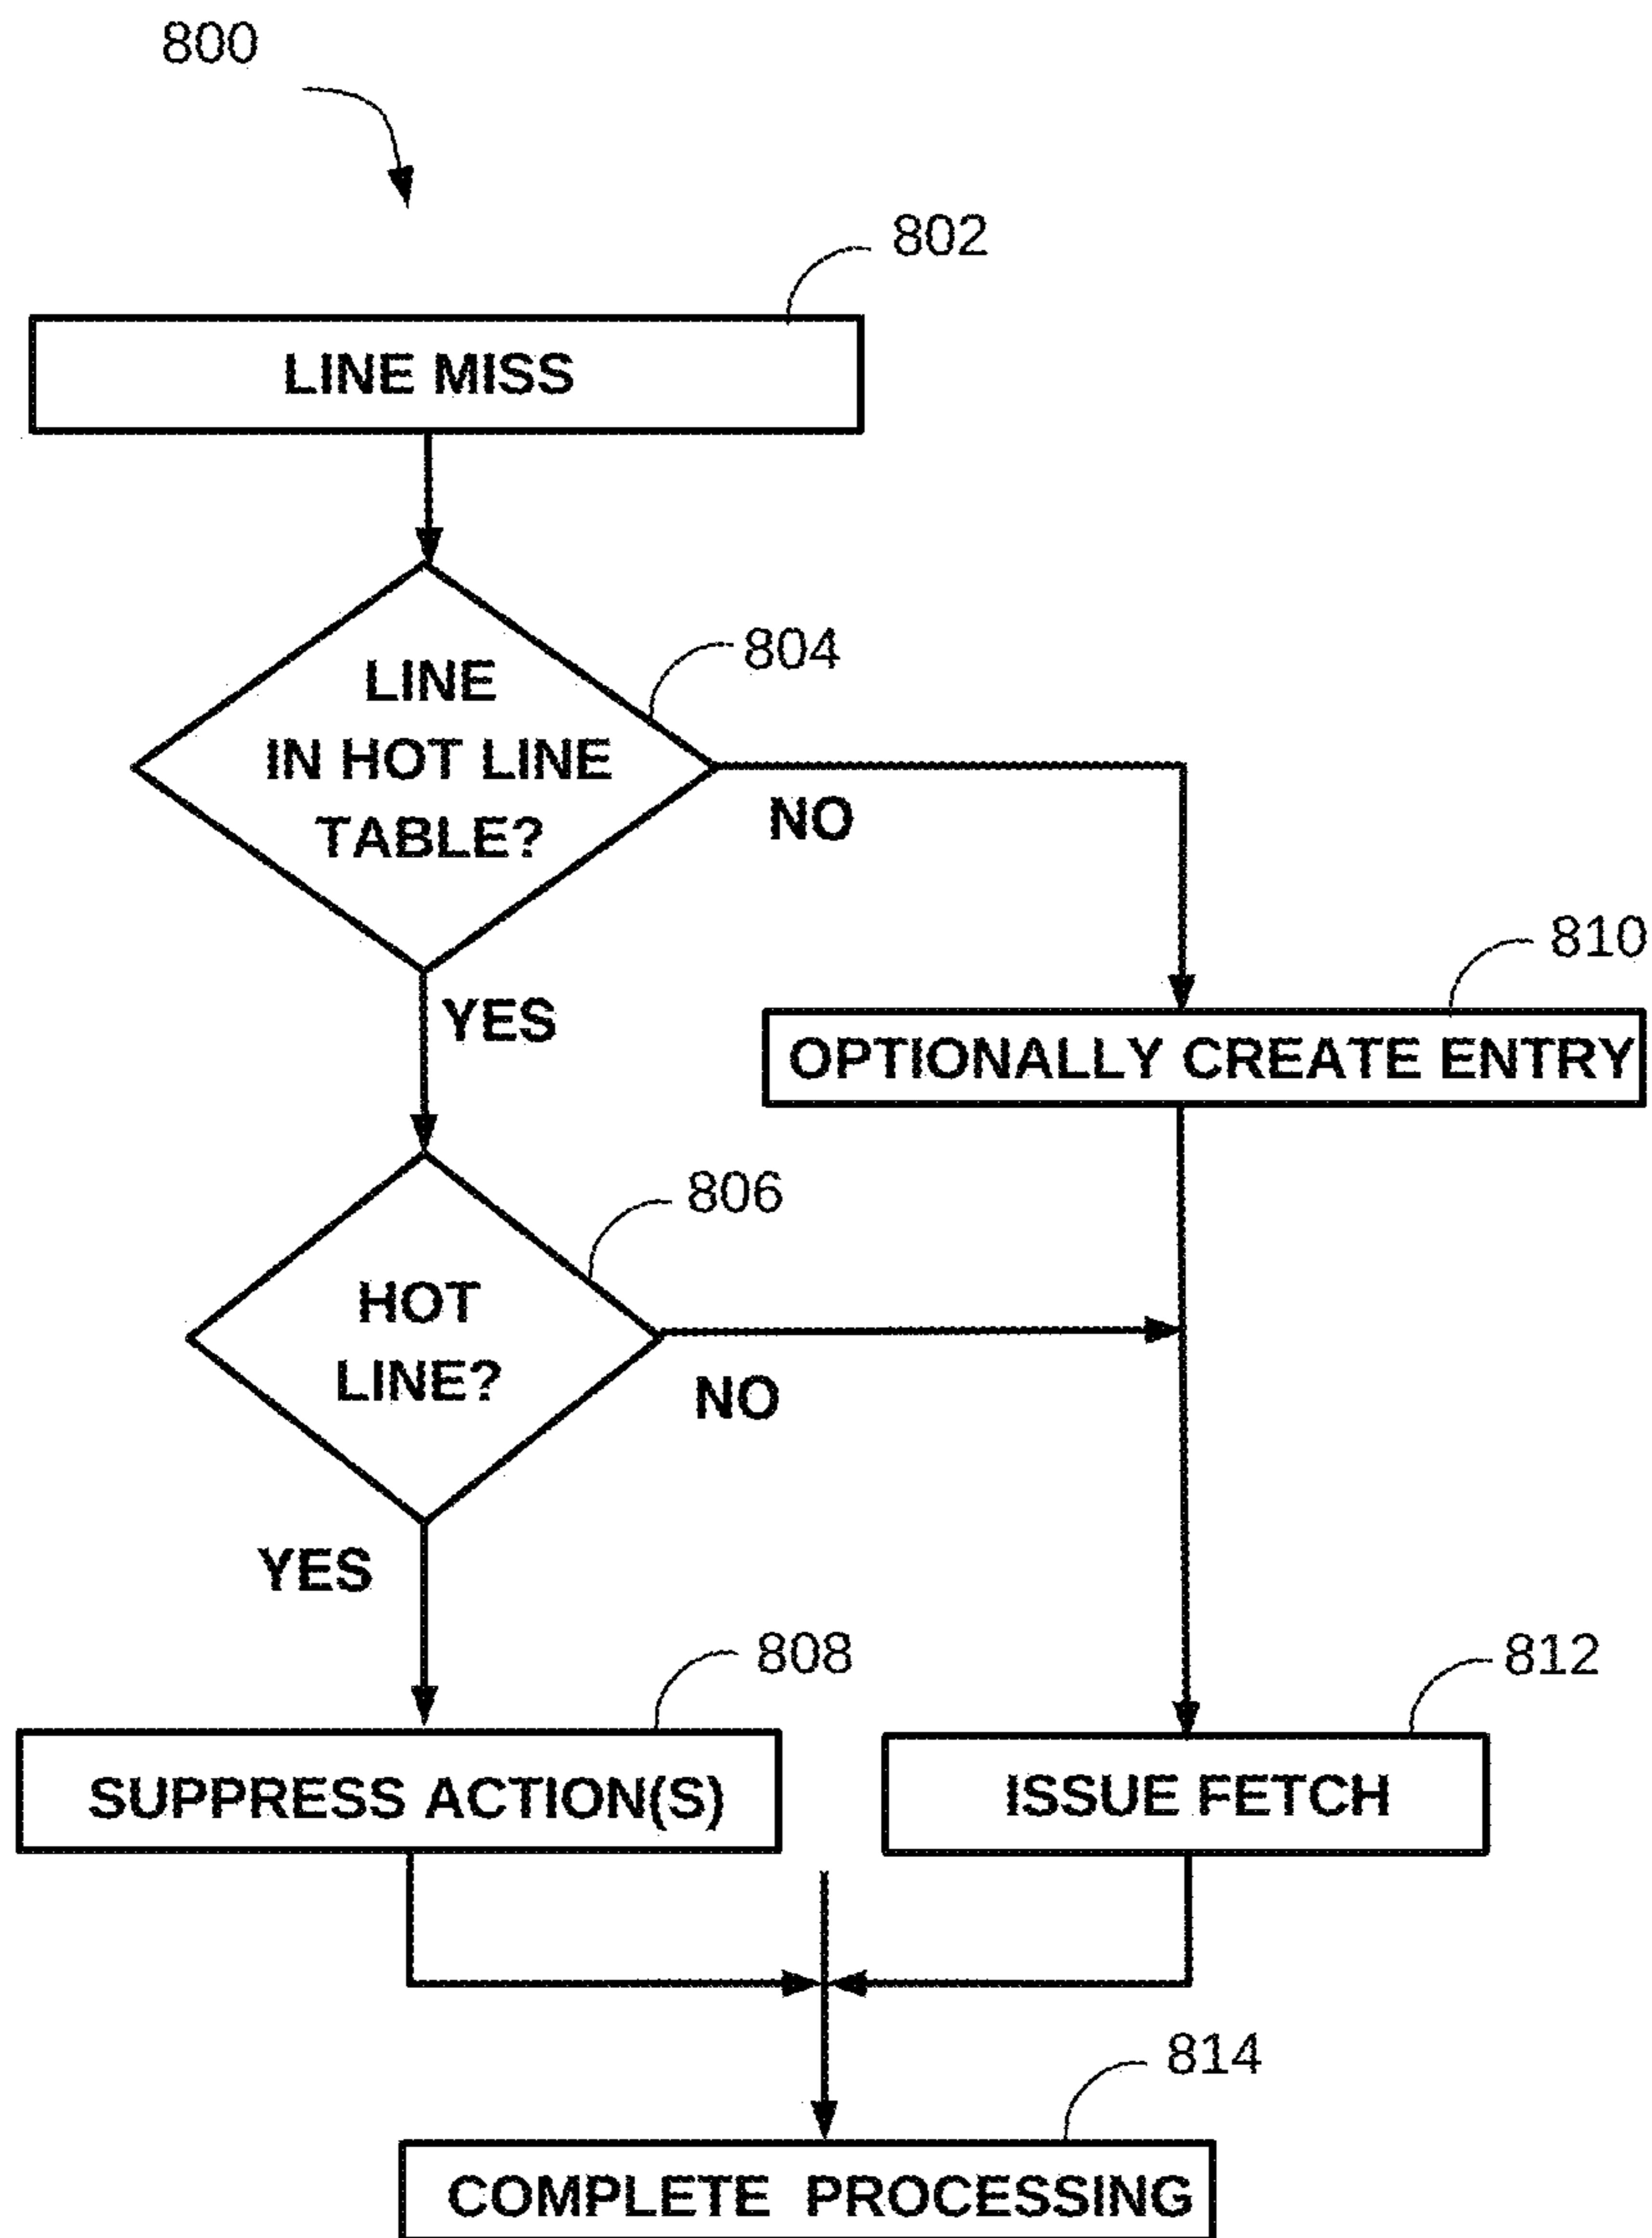 800
802
LINE MISS
804
LINE
IN HOT LINE
TABLE?
NO
YES
810
OPTIONALLY CREATE ENTRY
806
HOT
LINE?
NO
YES
808
SUPPRESS ACTION(S)
812
ISSUE FETCH
814
COMPLETE PROCESSING